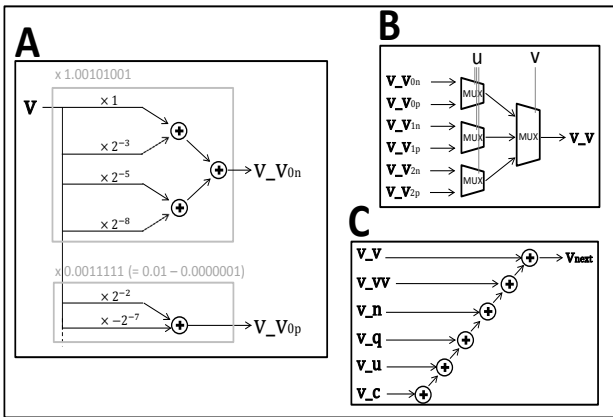 A
x 1.00101001
V
× 1
× 2⁻³
× 2⁻⁵
× 2⁻⁸
V_V0n
x 0.0011111 (= 0.01 – 0.0000001)
× 2⁻²
× −2⁻⁷
V_V0p
B
u
v
V_V0n
V_V0p
V_V1n
V_V1p
V_V2n
V_V2p
MUX
MUX
MUX
MUX
V_V
C
V_V
V_VV
V_n
V_q
V_u
V_C
Vnext